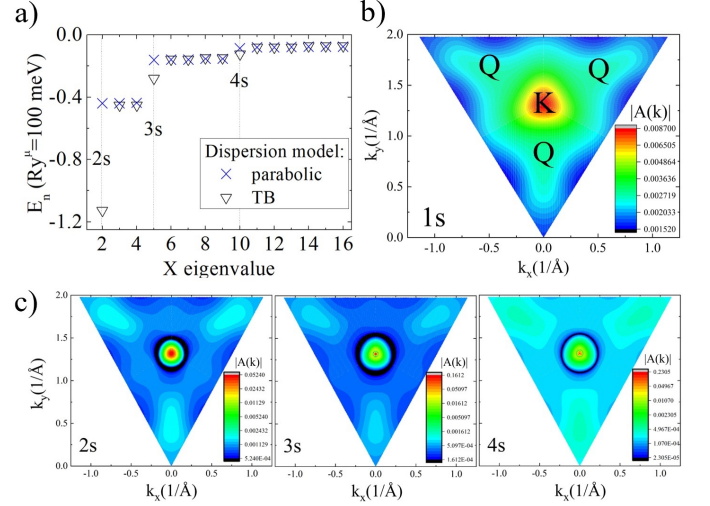 a)
0.0
-0.4
-0.8
-1.2
E_n (Ry^μ=100 meV)
2s
3s
4s
Dispersion model:
× parabolic
▽ TB
2 4 6 8 10 12 14 16
X eigenvalue
b)
2.0
1.5
1.0
0.5
0.0
k_y(1/Å)
Q Q
K
Q
1s
|A(k)|
0.008700
0.006505
0.004864
0.003637
0.002719
0.002033
0.001520
-1.0 -0.5 0.0 0.5 1.0
k_x(1/Å)
c)
2.0
1.5
1.0
0.5
0.0
k_y(1/Å)
2s
|A(k)|
0.05240
0.02432
0.01129
0.005240
0.002432
0.001129
5.240E-04
-1.0 -0.5 0.0 0.5 1.0
k_x(1/Å)
3s
|A(k)|
0.1612
0.05097
0.01612
0.005097
0.001612
5.097E-04
1.612E-04
-1.0 -0.5 0.0 0.5 1.0
k_x(1/Å)
4s
|A(k)|
0.2305
0.04967
0.01070
0.002305
4.967E-04
1.070E-04
2.305E-05
-1.0 -0.5 0.0 0.5 1.0
k_x(1/Å)